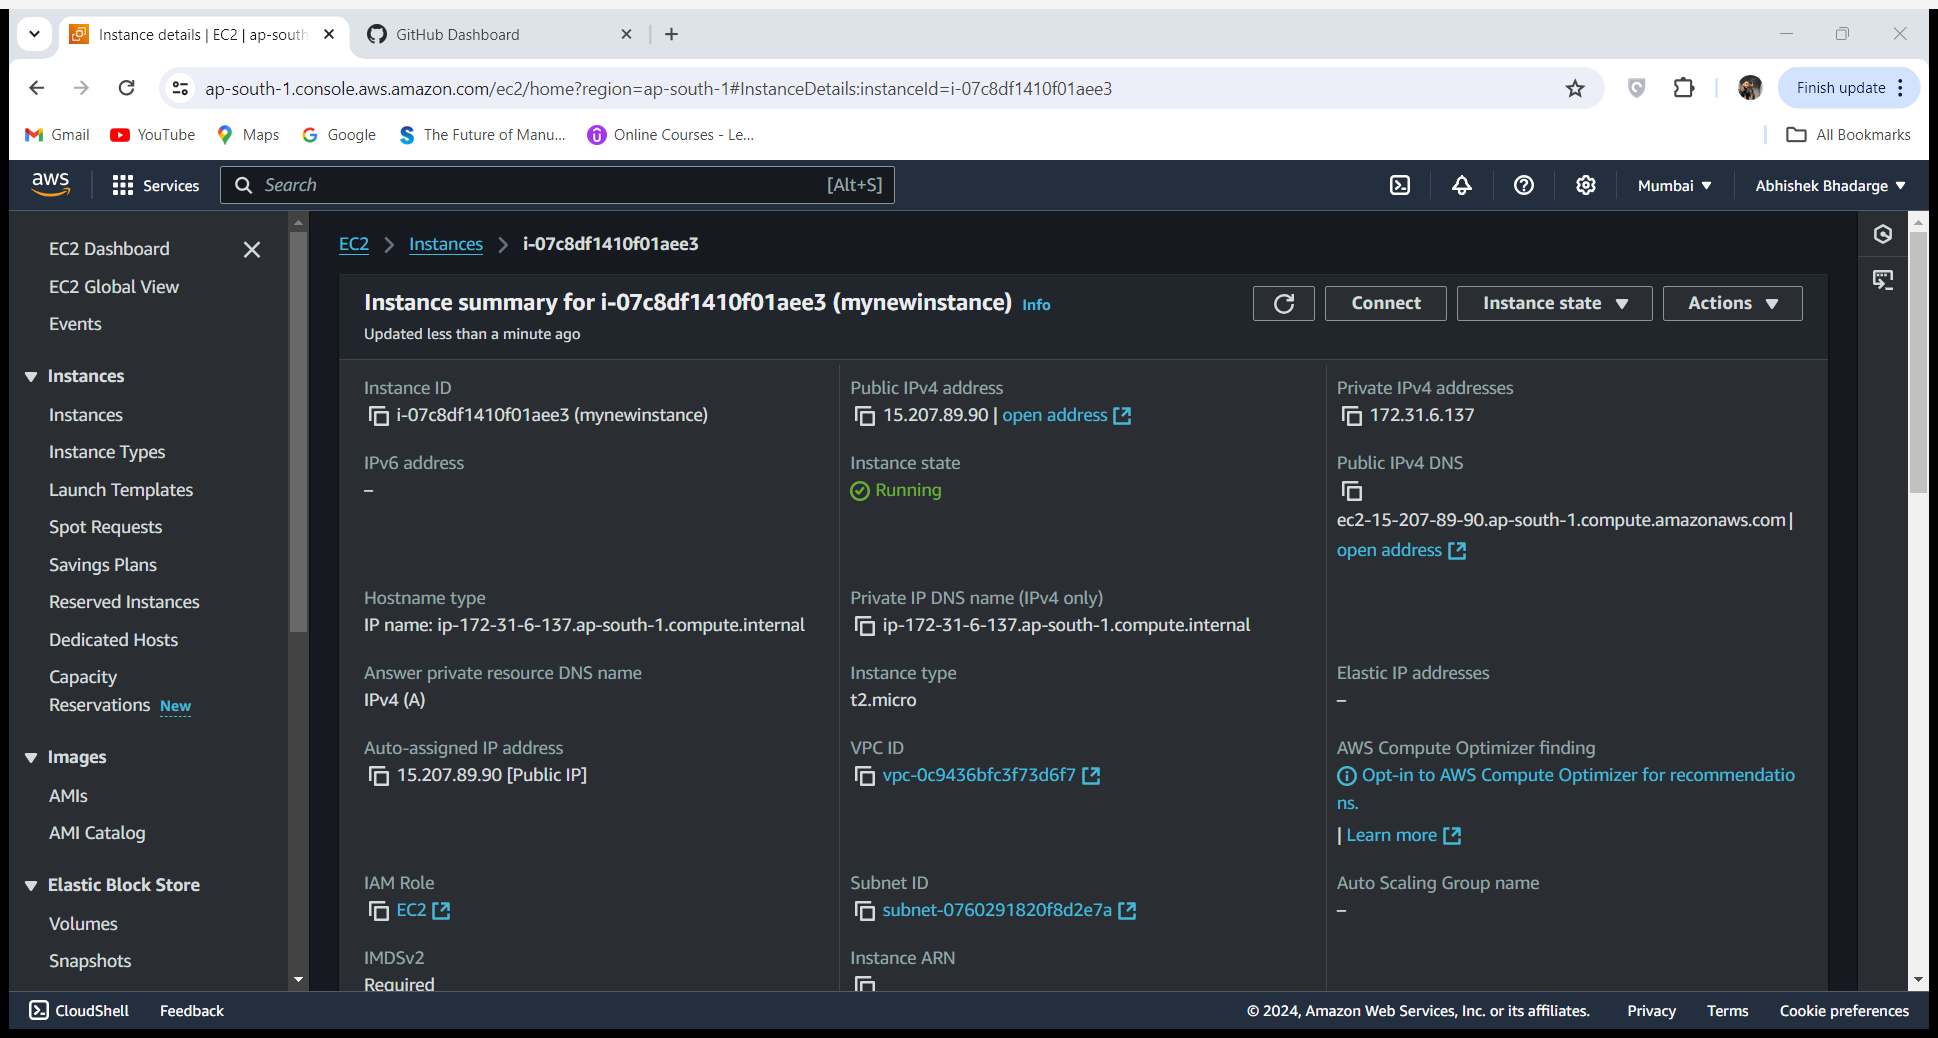 Instance details | EC2 | ap-south
GitHub Dashboard
ap-south-1.console.aws.amazon.com/ec2/home?region=ap-south-1#InstanceDetails:instanceId=i-07c8df1410f01aee3
Finish update
Gmail
YouTube
Maps
Google
The Future of Manu...
Online Courses - Le...
All Bookmarks
aws
Services
Search
[Alt+S]
Mumbai
Abhishek Bhadarge
EC2 Dashboard
EC2 Global View
Events
Instances
Instances
Instance Types
Launch Templates
Spot Requests
Savings Plans
Reserved Instances
Dedicated Hosts
Capacity
Reservations New
Images
AMIs
AMI Catalog
Elastic Block Store
Volumes
Snapshots
EC2 Instances i-07c8df1410f01aee3
Instance summary for i-07c8df1410f01aee3 (mynewinstance) Info
Updated less than a minute ago
Connect
Instance state
Actions
Instance ID
i-07c8df1410f01aee3 (mynewinstance)
Public IPv4 address
15.207.89.90 | open address
Private IPv4 addresses
172.31.6.137
IPv6 address
–
Instance state
Running
Public IPv4 DNS
ec2-15-207-89-90.ap-south-1.compute.amazonaws.com |
open address
Hostname type
IP name: ip-172-31-6-137.ap-south-1.compute.internal
Private IP DNS name (IPv4 only)
ip-172-31-6-137.ap-south-1.compute.internal
Answer private resource DNS name
IPv4 (A)
Instance type
t2.micro
Elastic IP addresses
–
Auto-assigned IP address
15.207.89.90 [Public IP]
VPC ID
vpc-0c9436bfc3f73d6f7
AWS Compute Optimizer finding
Opt-in to AWS Compute Optimizer for recommendatio
ns.
| Learn more
IAM Role
EC2
Subnet ID
subnet-0760291820f8d2e7a
Auto Scaling Group name
–
IMDSv2
Required
Instance ARN
CloudShell
Feedback
© 2024, Amazon Web Services, Inc. or its affiliates.
Privacy
Terms
Cookie preferences